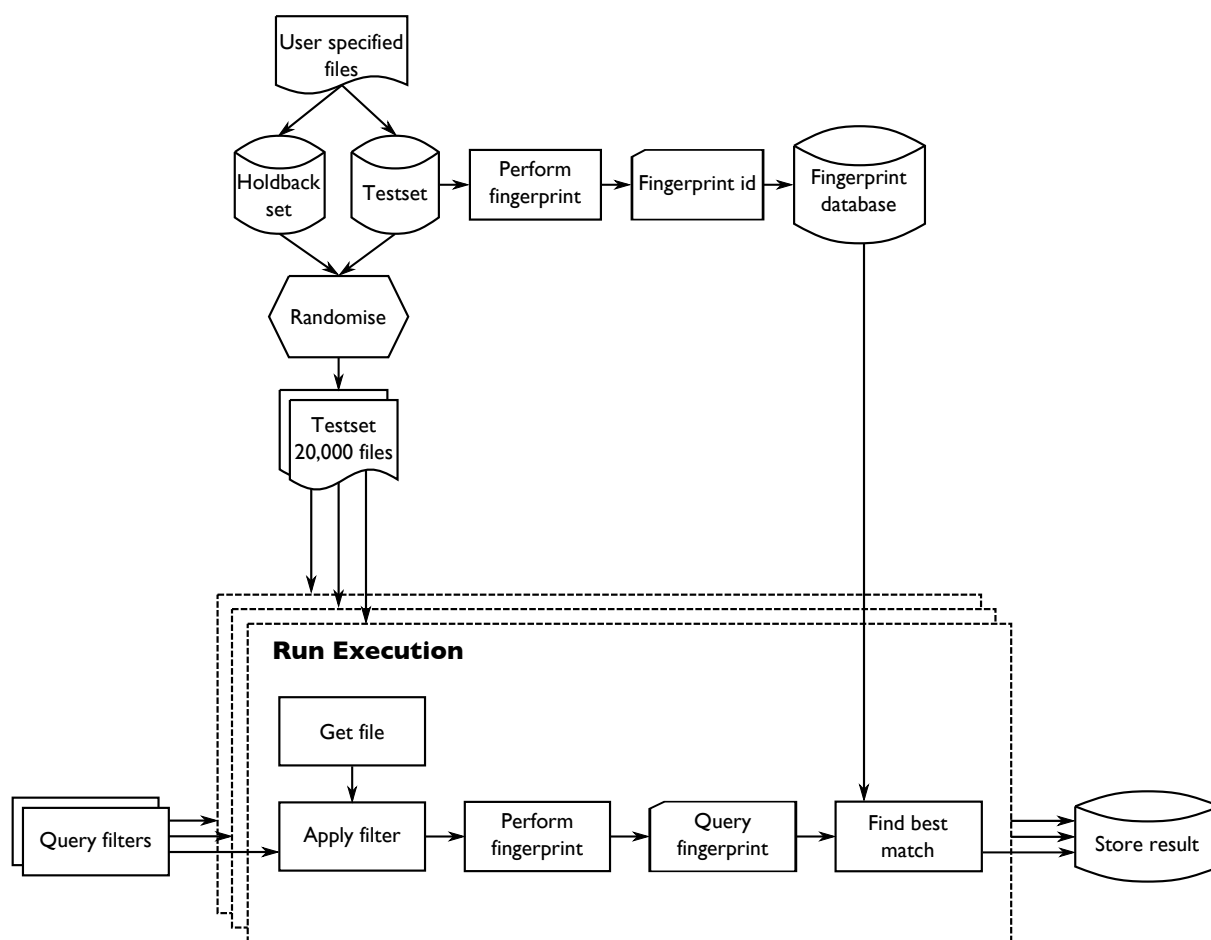 User specified
files
Holdback
set
Testset
Perform
fingerprint
Fingerprint id
Fingerprint
database
Randomise
Testset
20,000 files
Run Execution
Get file
Query filters
Apply filter
Perform
fingerprint
Query
fingerprint
Find best
match
Store result